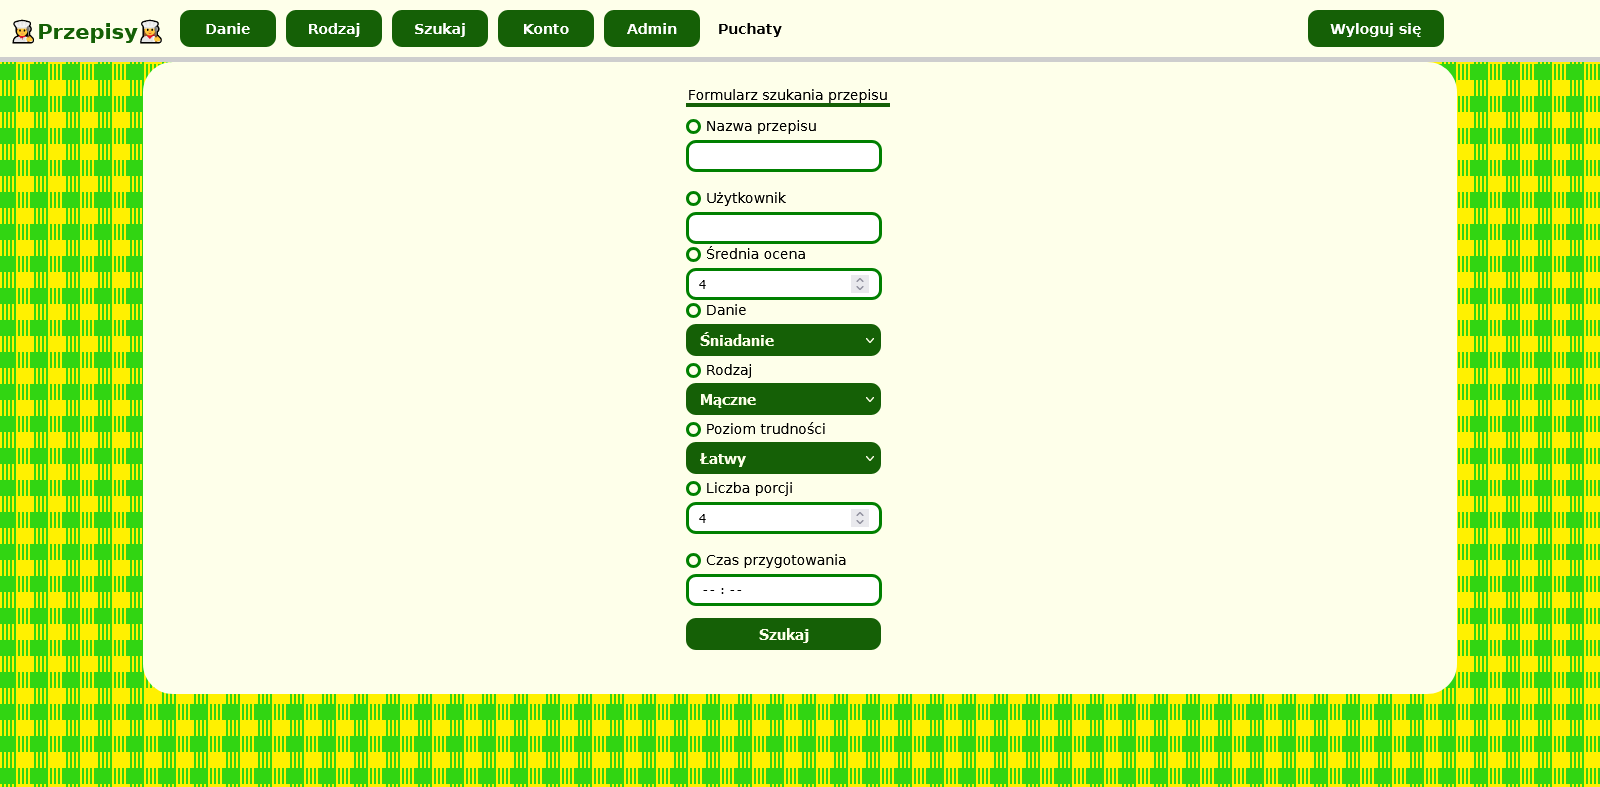 Przepisy Danie Rodzaj Szukaj Konto Admin Puchaty Wyloguj się
Formularz szukania przepisu
Nazwa przepisu
Użytkownik
Średnia ocena
4
Danie
Śniadanie
Rodzaj
Mączne
Poziom trudności
Łatwy
Liczba porcji
4
Czas przygotowania
-- : --
Szukaj